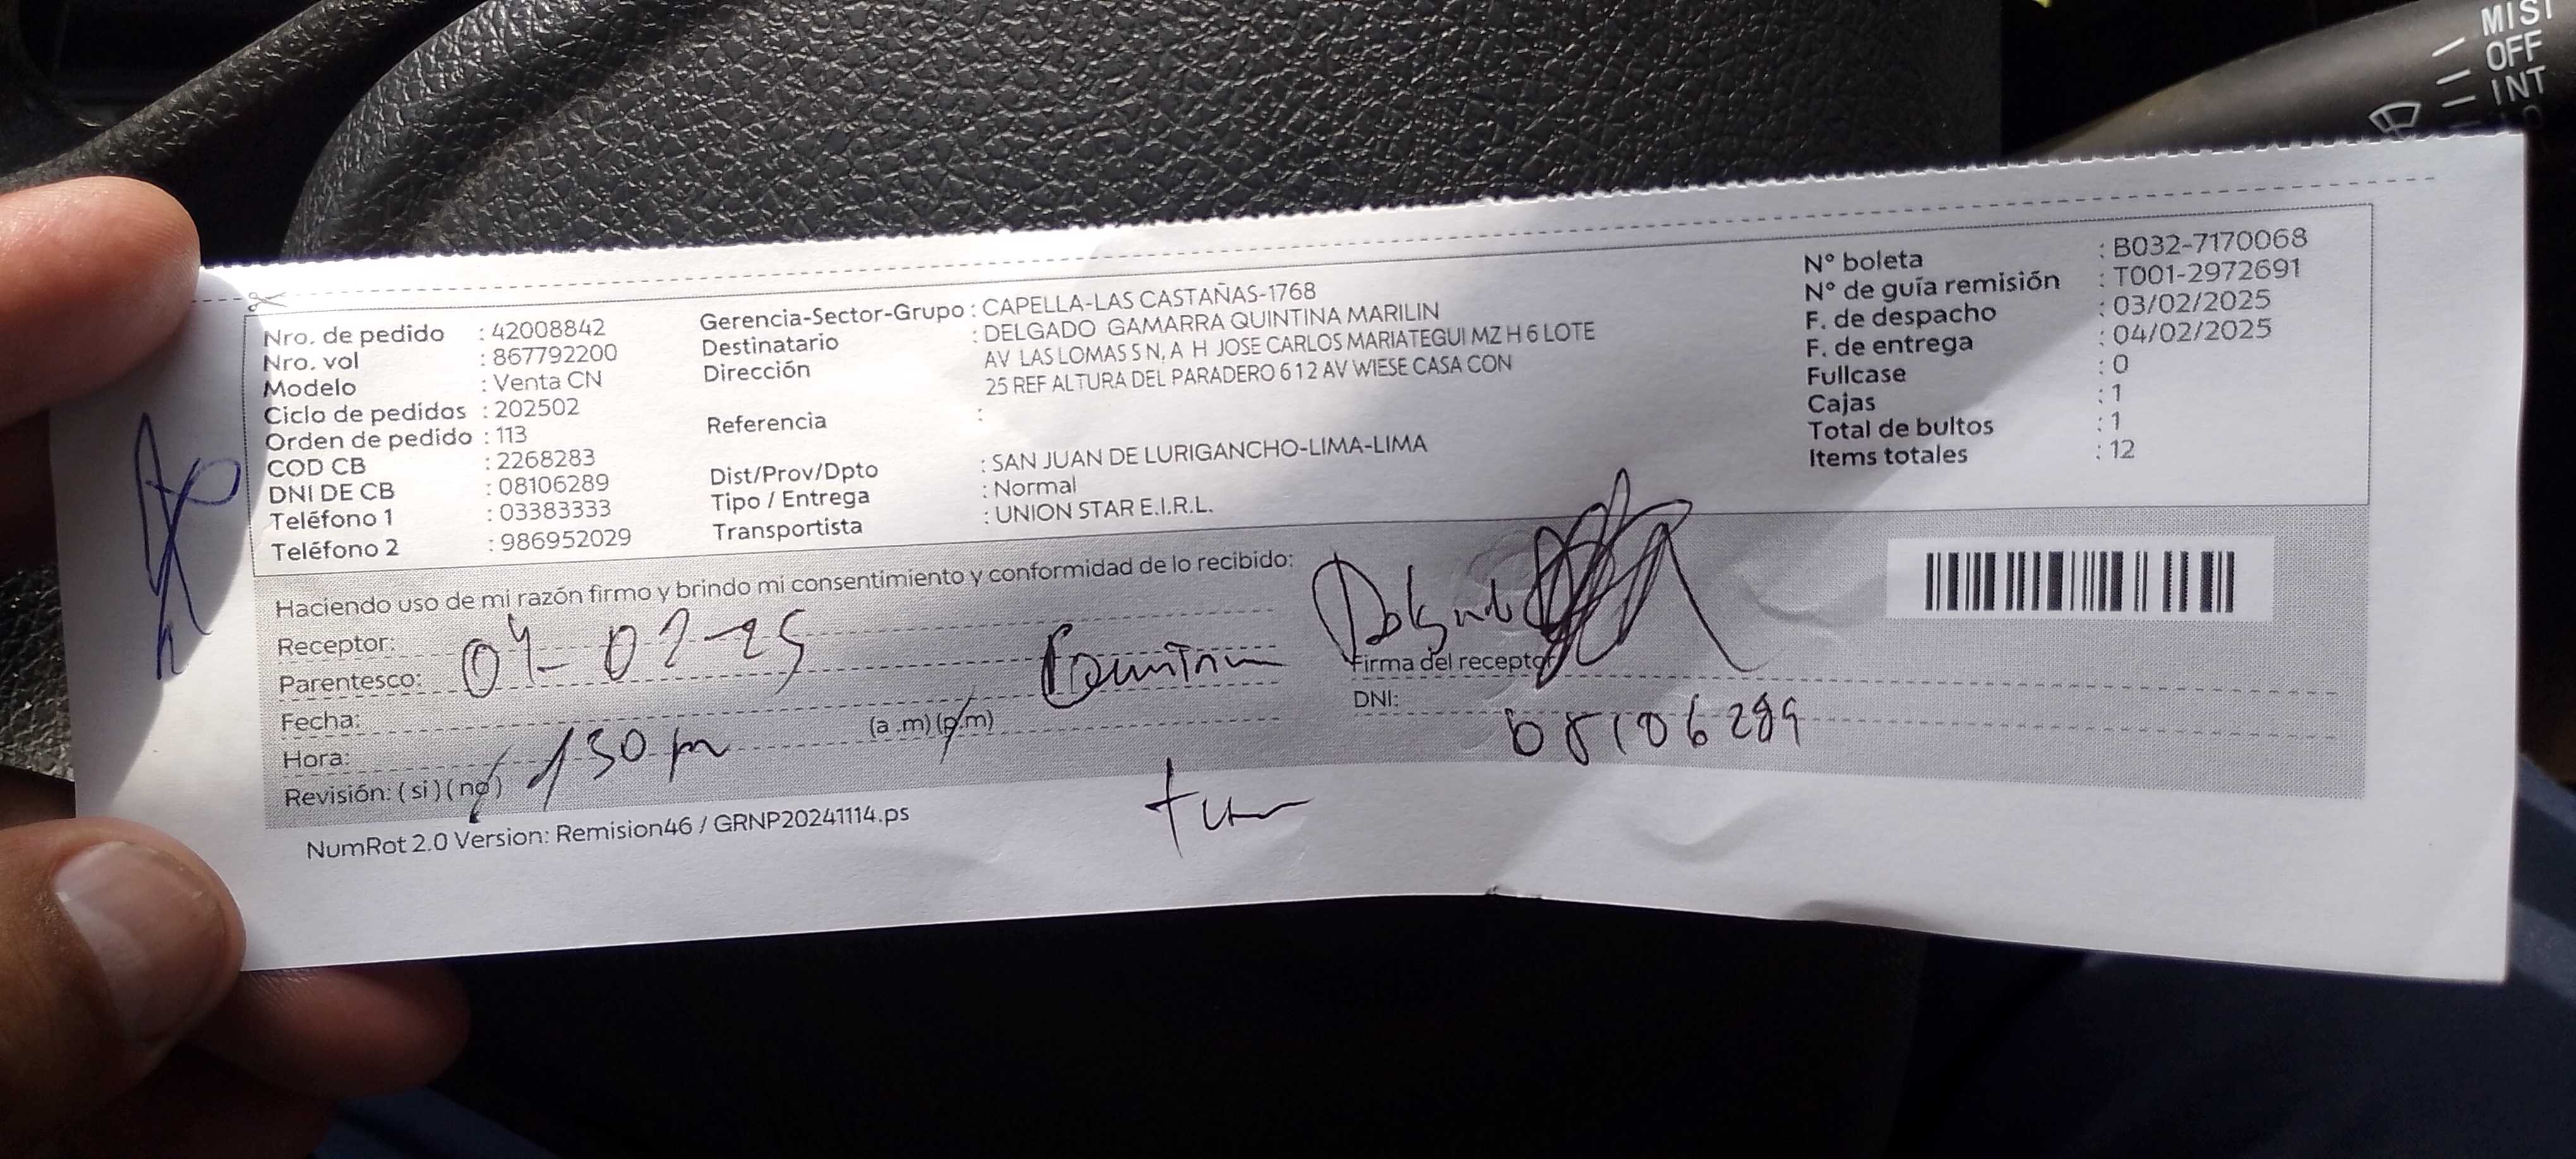 MIST
OFF
INT
Nro. de pedido : 42008842
Nro. vol : 867792200
Modelo : Venta CN
Ciclo de pedidos : 202502
Orden de pedido : 113
COD CB : 2268283
DNI DE CB : 08106289
Teléfono 1 : 03383333
Teléfono 2 : 986952029
Gerencia-Sector-Grupo : CAPELLA-LAS CASTAÑAS-1768
Destinatario : DELGADO GAMARRA QUINTINA MARILIN
Dirección AV LAS LOMAS S N, A H JOSE CARLOS MARIATEGUI MZ H 6 LOTE
25 REF ALTURA DEL PARADERO 6 12 AV WIESE CASA CON
Referencia :
Dist/Prov/Dpto : SAN JUAN DE LURIGANCHO-LIMA-LIMA
Tipo / Entrega : Normal
Transportista : UNION STAR E.I.R.L.
N° boleta : B032-7170068
N° de guía remisión : T001-2972691
F. de despacho : 03/02/2025
F. de entrega : 04/02/2025
Fullcase : 0
Cajas : 1
Total de bultos : 1
Items totales : 12
Haciendo uso de mi razón firmo y brindo mi consentimiento y conformidad de lo recibido:
Receptor:
Parentesco: 04-02-25
Fecha: (a.m) (p.m)
Hora: 130 pm
Revisión: (si) (no)
Delgado
Firma del receptor
DNI: 08106289
NumRot 2.0 Version: Remision46 / GRNP20241114.ps